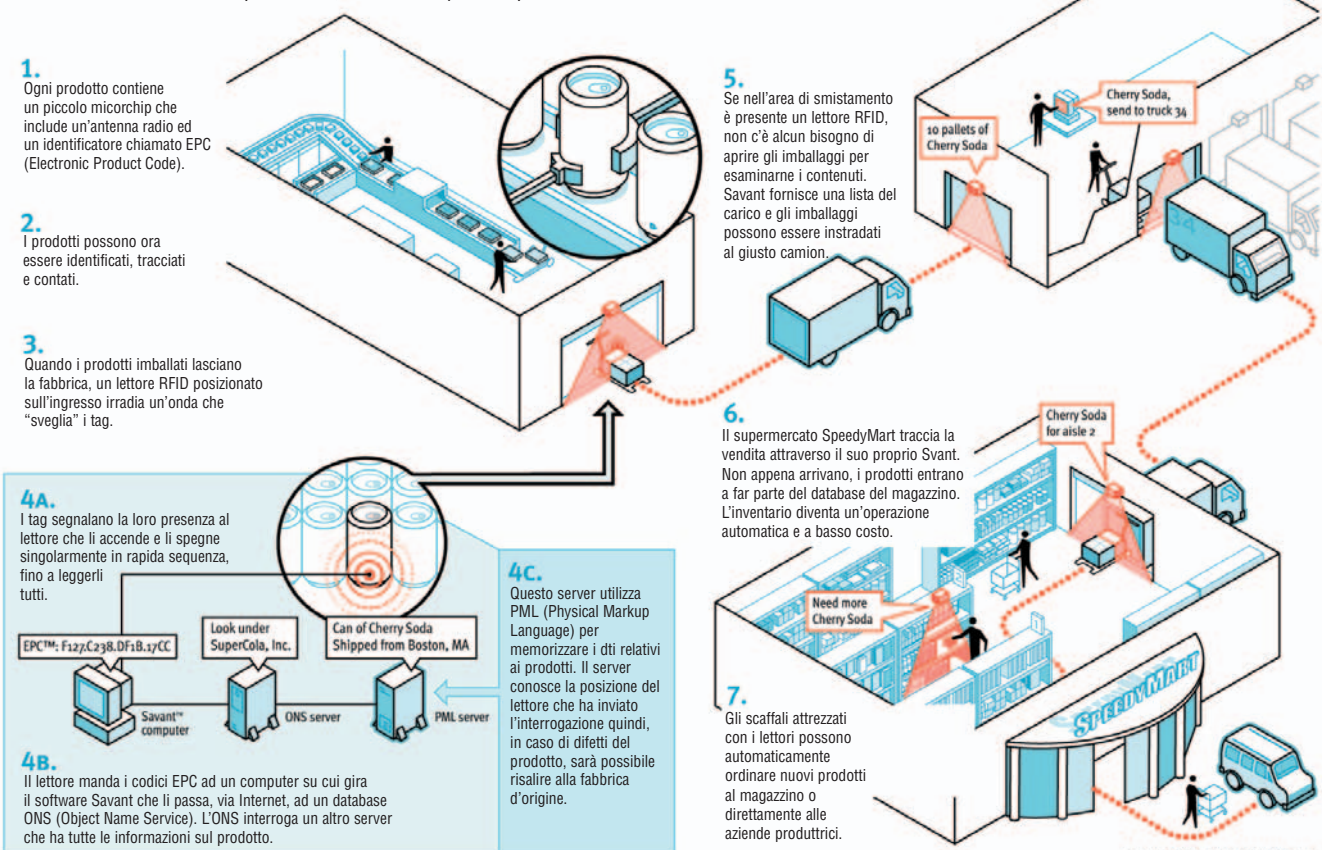 1.
Ogni prodotto contiene
un piccolo micorchip che
include un'antenna radio ed
un identificatore chiamato EPC
(Electronic Product Code).
2.
I prodotti possono ora
essere identificati, tracciati
e contati.
3.
Quando i prodotti imballati lasciano
la fabbrica, un lettore RFID posizionato
sull'ingresso irradia un'onda che
"sveglia" i tag.
4A.
I tag segnalano la loro presenza al
lettore che li accende e li spegne
singolarmente in rapida sequenza,
fino a leggerli
tutti.
EPC™: F127.C238.DF1B.17CC
Look under
SuperCola, Inc.
Can of Cherry Soda
Shipped from Boston, MA
Savant™
computer
ONS server
PML server
4B.
Il lettore manda i codici EPC ad un computer su cui gira
il software Savant che li passa, via Internet, ad un database
ONS (Object Name Service). L'ONS interroga un altro server
che ha tutte le informazioni sul prodotto.
4C.
Questo server utilizza
PML (Physical Markup
Language) per
memorizzare i dti relativi
ai prodotti. Il server
conosce la posizione del
lettore che ha inviato
l'interrogazione quindi,
in caso di difetti del
prodotto, sarà possibile
risalire alla fabbrica
d'origine.
5.
Se nell'area di smistamento
è presente un lettore RFID,
non c'è alcun bisogno di
aprire gli imballaggi per
esaminarne i contenuti.
Savant fornisce una lista del
carico e gli imballaggi
possono essere instradati
al giusto camion.
10 pallets of
Cherry Soda
Cherry Soda,
send to truck 34
34
6.
Il supermercato SpeedyMart traccia la
vendita attraverso il suo proprio Svant.
Non appena arrivano, i prodotti entrano
a far parte del database del magazzino.
L'inventario diventa un'operazione
automatica e a basso costo.
Cherry Soda
for aisle 2
Need more
Cherry Soda
7.
Gli scaffali attrezzati
con i lettori possono
automaticamente
ordinare nuovi prodotti
al magazzino o
direttamente alle
aziende produttrici.
SPEEDYMART